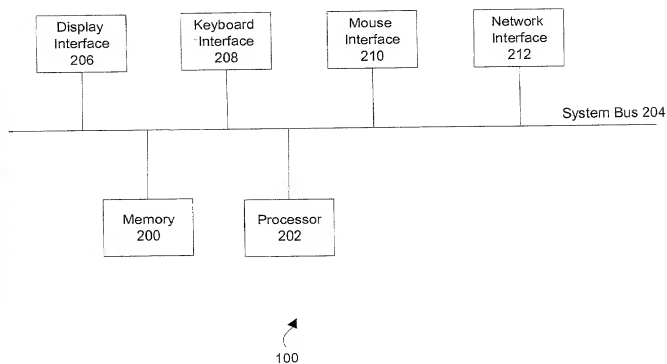 Display
Interface
206
Keyboard
Interface
208
Mouse
Interface
210
Network
Interface
212
System Bus 204
Memory
200
Processor
202
100